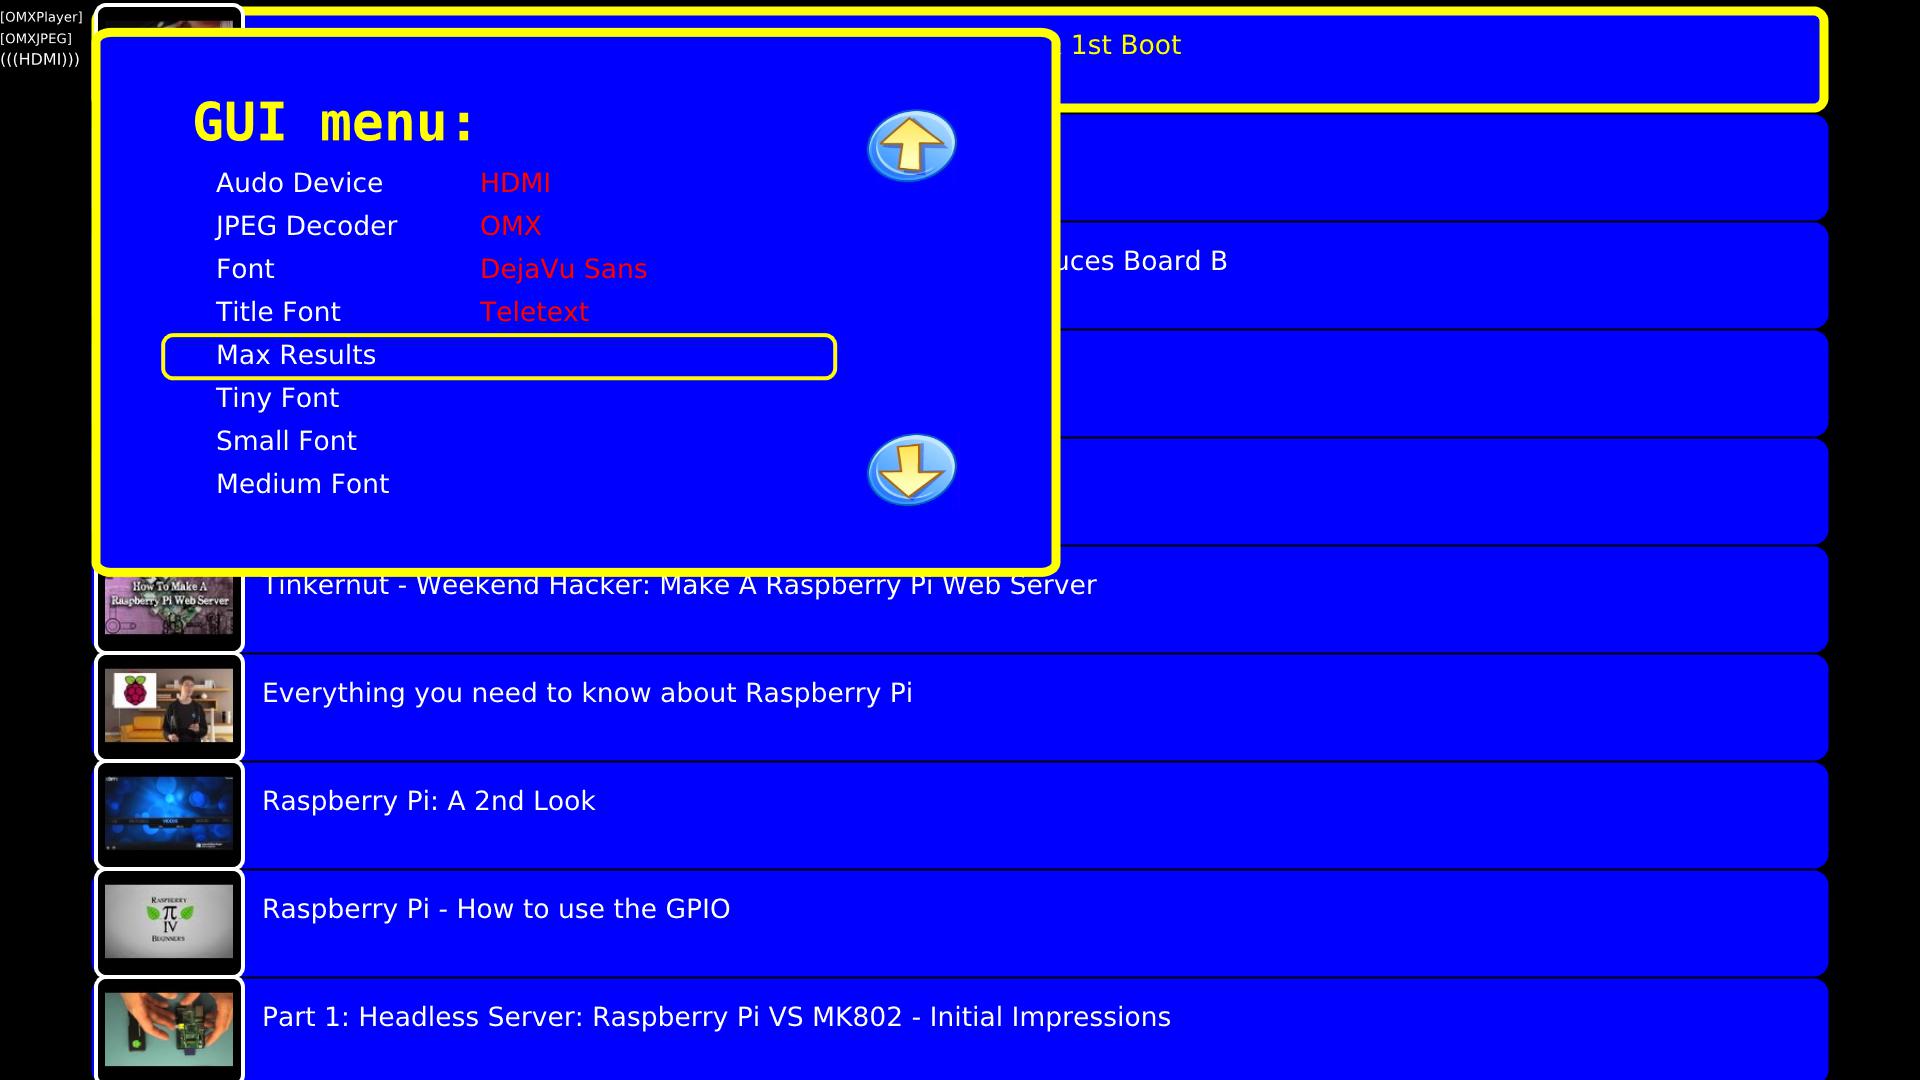 [OMXPlayer]
[OMXJPEG]
(((HDMI)))
1st Boot
GUI menu:
Audo Device HDMI
JPEG Decoder OMX
Font DejaVu Sans
Title Font Teletext
Max Results
Tiny Font
Small Font
Medium Font
uces Board B
Tinkernut - Weekend Hacker: Make A Raspberry Pi Web Server
How To Make A
Raspberry Pi Web Server
Everything you need to know about Raspberry Pi
Raspberry Pi: A 2nd Look
Raspberry Pi - How to use the GPIO
Raspberry
π
IV
Beginners
Part 1: Headless Server: Raspberry Pi VS MK802 - Initial Impressions